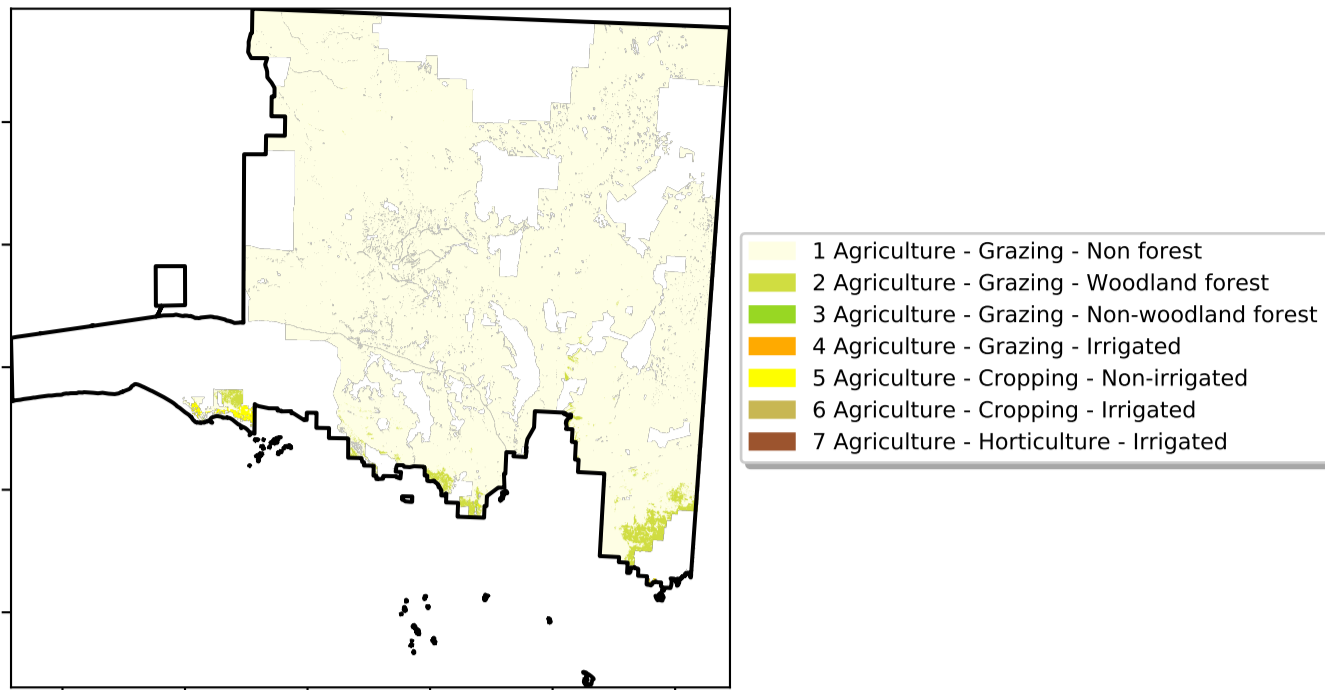 1 Agriculture - Grazing - Non forest
2 Agriculture - Grazing - Woodland forest
3 Agriculture - Grazing - Non-woodland forest
4 Agriculture - Grazing - Irrigated
5 Agriculture - Cropping - Non-irrigated
6 Agriculture - Cropping - Irrigated
7 Agriculture - Horticulture - Irrigated